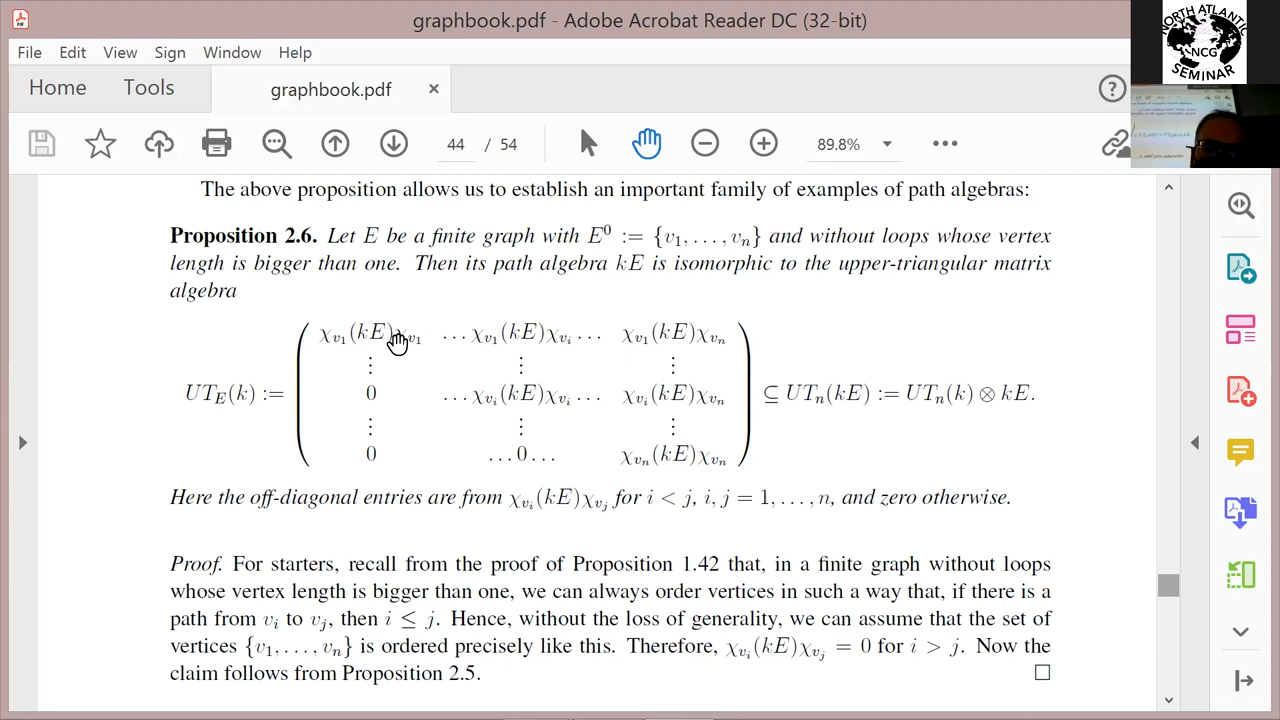 graphbook.pdf - Adobe Acrobat Reader DC (32-bit)
NORTH ATLANTIC
NCG
SEMINAR
File Edit View Sign Window Help
Home Tools graphbook.pdf ×
44 / 54 89.8%
The above proposition allows us to establish an important family of examples of path algebras:
Proposition 2.6. Let E be a finite graph with E⁰ := {v₁, . . . , vₙ} and without loops whose vertex
length is bigger than one. Then its path algebra kE is isomorphic to the upper-triangular matrix
algebra
χ_{v₁}(kE)χ_{v₁} . . . χ_{v₁}(kE)χ_{vᵢ} . . . χ_{v₁}(kE)χ_{vₙ}
⋮ ⋮ ⋮
UT_E(k) := 0 . . . χ_{vᵢ}(kE)χ_{vᵢ} . . . χ_{vᵢ}(kE)χ_{vₙ} ⊆ UTₙ(kE) := UTₙ(k) ⊗ kE.
⋮ ⋮ ⋮
0 . . . 0 . . . χ_{vₙ}(kE)χ_{vₙ}
Here the off-diagonal entries are from χ_{vᵢ}(kE)χ_{vⱼ} for i < j, i, j = 1, . . . , n, and zero otherwise.
Proof. For starters, recall from the proof of Proposition 1.42 that, in a finite graph without loops
whose vertex length is bigger than one, we can always order vertices in such a way that, if there is a
path from vᵢ to vⱼ, then i ≤ j. Hence, without the loss of generality, we can assume that the set of
vertices {v₁, . . . , vₙ} is ordered precisely like this. Therefore, χ_{vᵢ}(kE)χ_{vⱼ} = 0 for i > j. Now the
claim follows from Proposition 2.5. □